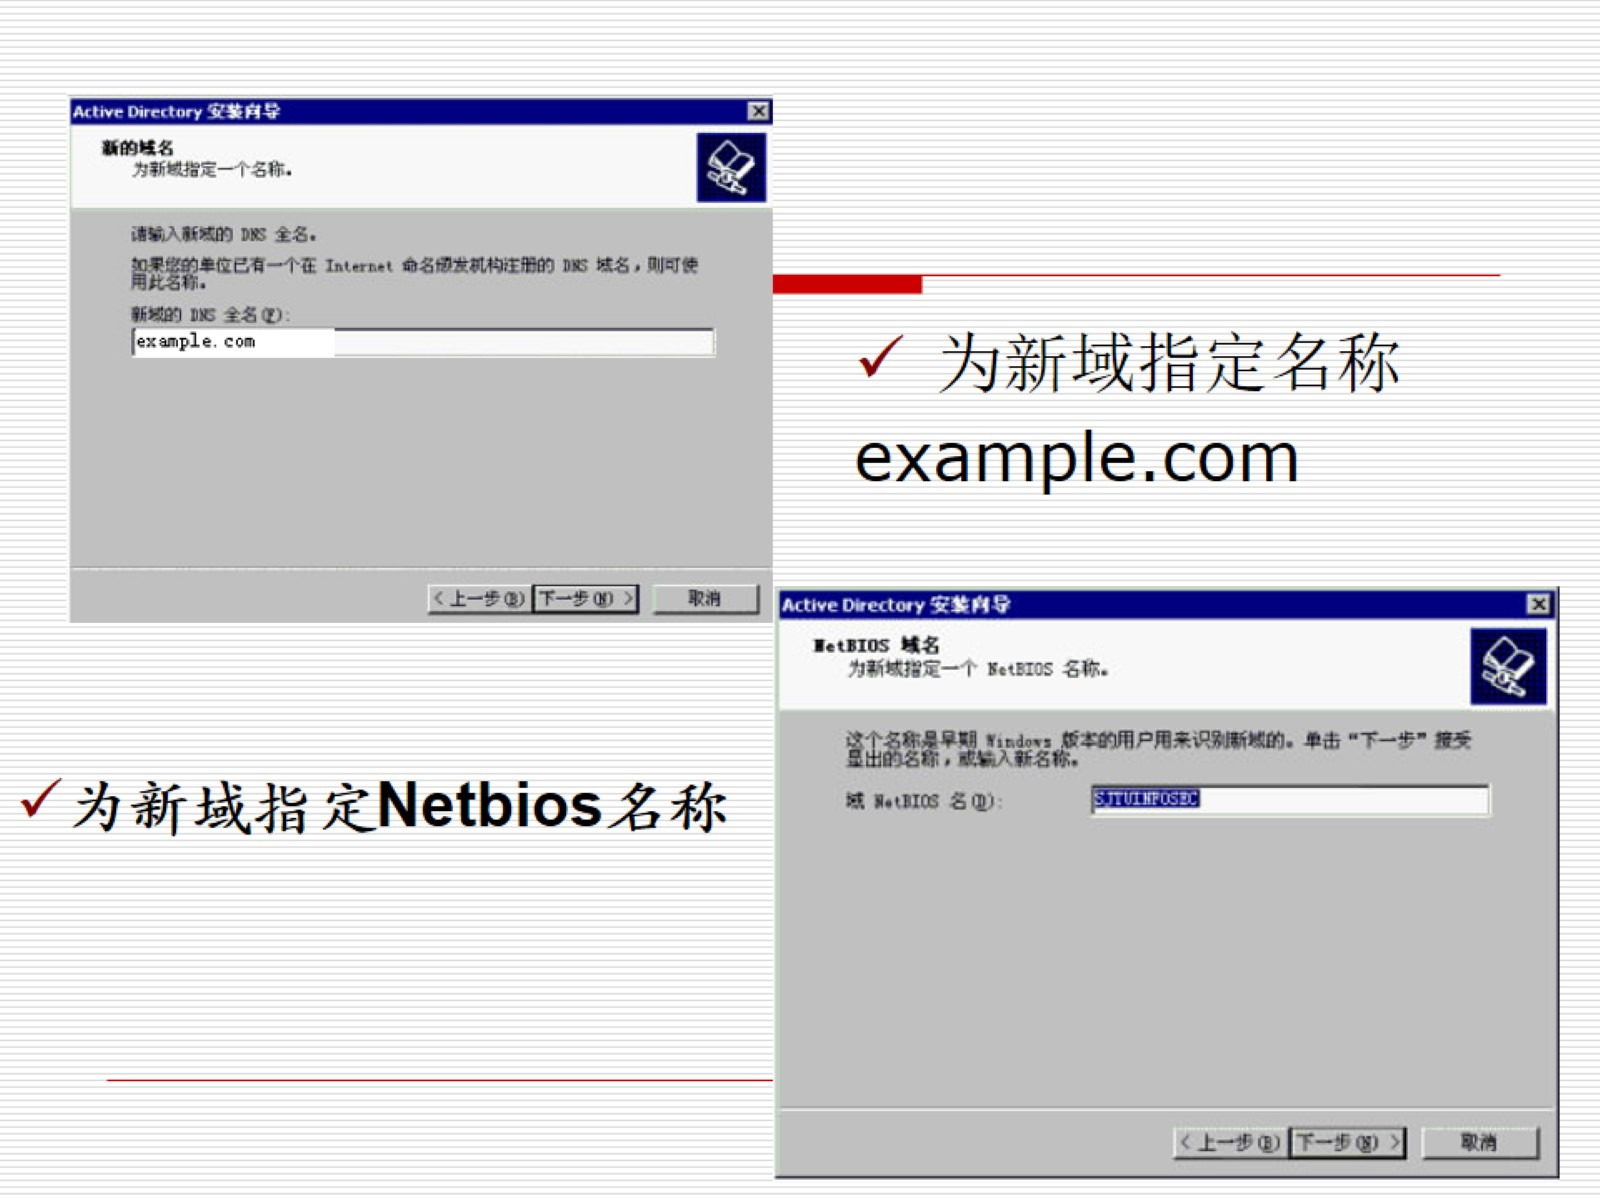 Active Directory 安装向导
新的域名
为新域指定一个名称。
请输入新域的 DNS 全名。
如果您的单位已有一个在 Internet 命名颁发机构注册的 DNS 域名，则可使
用此名称。
新域的 DNS 全名(F):
example.com
< 上一步(B) 下一步(N) > 取消
✓ 为新域指定名称
example.com
✓为新域指定Netbios名称
Active Directory 安装向导
NetBIOS 域名
为新域指定一个 NetBIOS 名称。
这个名称是早期 Windows 版本的用户用来识别新域的。单击“下一步”接受
显出的名称，或输入新名称。
域 NetBIOS 名(D): SJTUINFOSEC
< 上一步(B) 下一步(N) > 取消